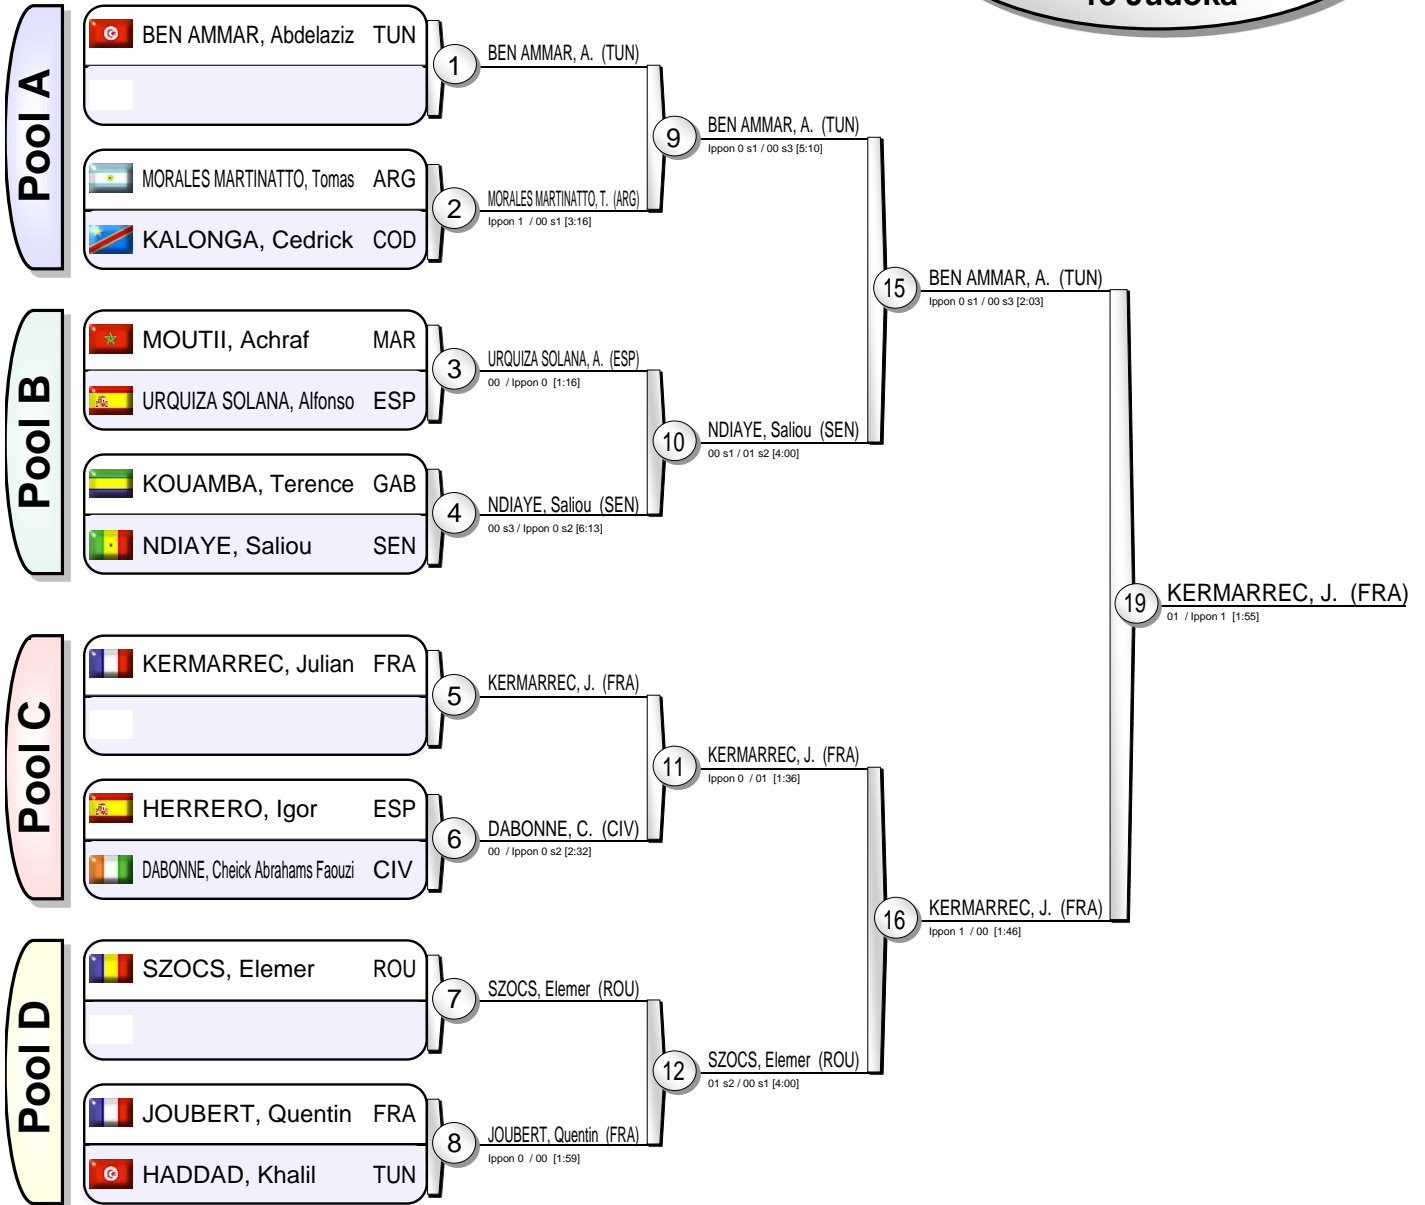 13 Judoka
Pool A
BEN AMMAR, Abdelaziz TUN
MORALES MARTINATTO, Tomas ARG
KALONGA, Cedrick COD
Pool B
MOUTII, Achraf MAR
URQUIZA SOLANA, Alfonso ESP
KOUAMBA, Terence GAB
NDIAYE, Saliou SEN
Pool C
KERMARREC, Julian FRA
HERRERO, Igor ESP
DABONNE, Cheick Abrahams Faouzi CIV
Pool D
SZOCS, Elemer ROU
JOUBERT, Quentin FRA
HADDAD, Khalil TUN
1
BEN AMMAR, A. (TUN)
2
MORALES MARTINATTO, T. (ARG)
Ippon 1 / 00 s1 [3:16]
3
URQUIZA SOLANA, A. (ESP)
00 / Ippon 0 [1:16]
4
NDIAYE, Saliou (SEN)
00 s3 / Ippon 0 s2 [6:13]
5
KERMARREC, J. (FRA)
6
DABONNE, C. (CIV)
00 / Ippon 0 s2 [2:32]
7
SZOCS, Elemer (ROU)
8
JOUBERT, Quentin (FRA)
Ippon 0 / 00 [1:59]
9
BEN AMMAR, A. (TUN)
Ippon 0 s1 / 00 s3 [5:10]
10
NDIAYE, Saliou (SEN)
00 s1 / 01 s2 [4:00]
11
KERMARREC, J. (FRA)
Ippon 0 / 01 [1:36]
12
SZOCS, Elemer (ROU)
01 s2 / 00 s1 [4:00]
15
BEN AMMAR, A. (TUN)
Ippon 0 s1 / 00 s3 [2:03]
16
KERMARREC, J. (FRA)
Ippon 1 / 00 [1:46]
19
KERMARREC, J. (FRA)
01 / Ippon 1 [1:55]